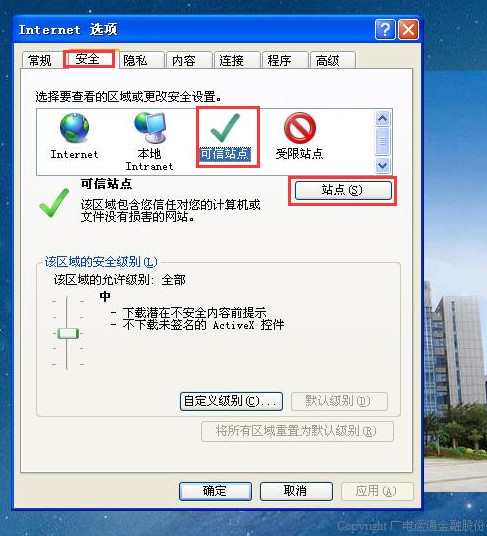 Internet 选项
常规 安全 隐私 内容 连接 程序 高级
选择要查看的区域或更改安全设置。
Internet 本地 Intranet 可信站点 受限站点
可信站点
站点(S)
该区域包含您信任对您的计算机或
文件没有损害的网站。
该区域的安全级别(L)
该区域的允许级别: 全部
中
- 下载潜在不安全内容前提示
- 不下载未签名的 ActiveX 控件
自定义级别(C)... 默认级别(D)
将所有区域重置为默认级别(R)
确定 取消 应用(A)
Copyright 广电运通金融股份